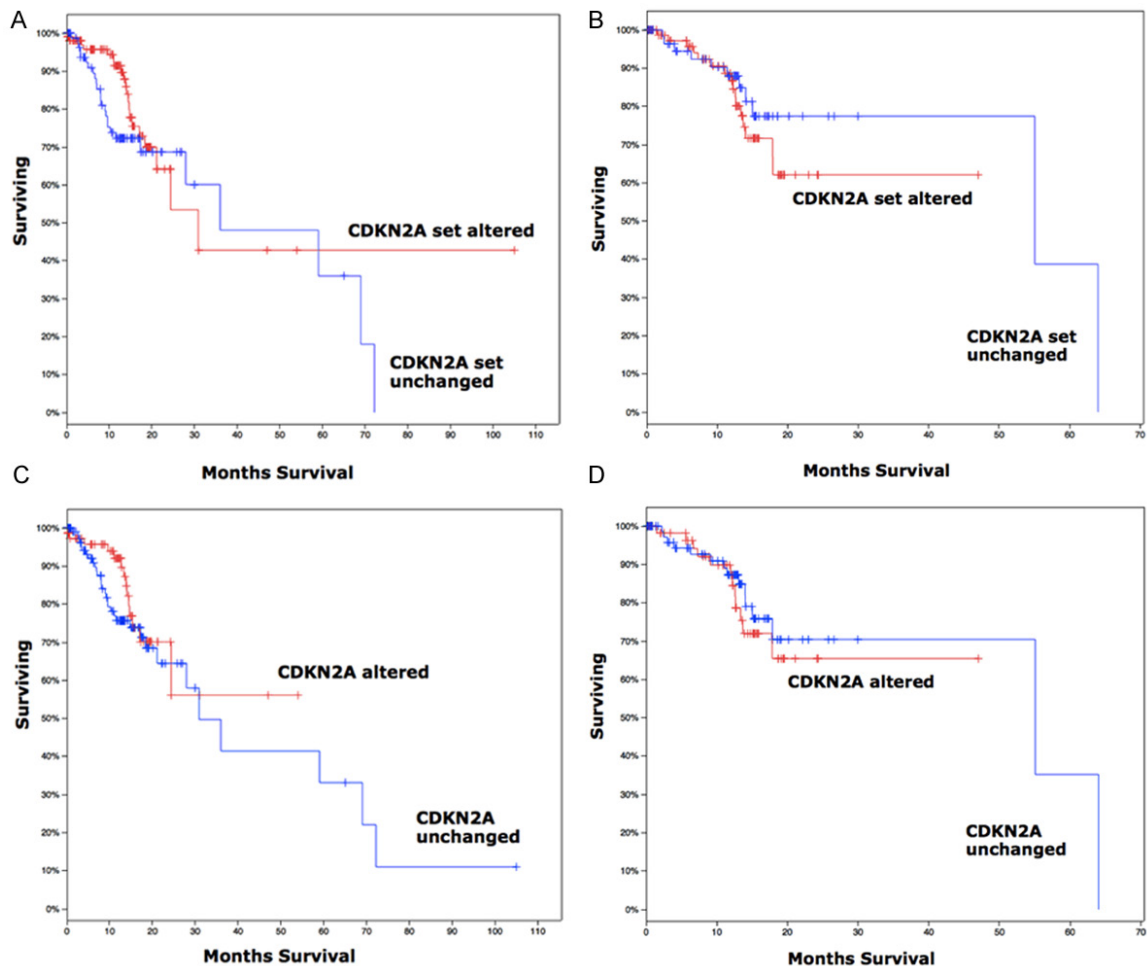 A
100%
90%
80%
70%
60%
50%
40%
30%
20%
10%
0%
Surviving
CDKN2A set altered
CDKN2A set
unchanged
0 10 20 30 40 50 60 70 80 90 100 110
Months Survival
B
100%
90%
80%
70%
60%
50%
40%
30%
20%
10%
0%
Surviving
CDKN2A set altered
CDKN2A set
unchanged
0 10 20 30 40 50 60 70
Months Survival
C
100%
90%
80%
70%
60%
50%
40%
30%
20%
10%
0%
Surviving
CDKN2A altered
CDKN2A
unchanged
0 10 20 30 40 50 60 70 80 90 100 110
Months Survival
D
100%
90%
80%
70%
60%
50%
40%
30%
20%
10%
0%
Surviving
CDKN2A altered
CDKN2A
unchanged
0 10 20 30 40 50 60 70
Months Survival